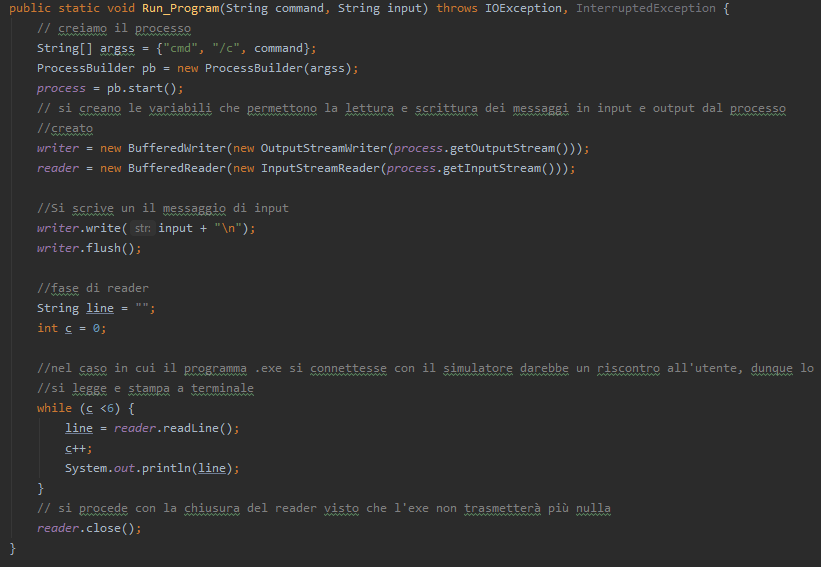 public static void Run_Program(String command, String input) throws IOException, InterruptedException {
// creiamo il processo
String[] argss = {"cmd", "/c", command};
ProcessBuilder pb = new ProcessBuilder(argss);
process = pb.start();
// si creano le variabili che permettono la lettura e scrittura dei messaggi in input e output dal processo
//creato
writer = new BufferedWriter(new OutputStreamWriter(process.getOutputStream()));
reader = new BufferedReader(new InputStreamReader(process.getInputStream()));
//Si scrive un il messaggio di input
writer.write( str: input + "\n");
writer.flush();
//fase di reader
String line = "";
int c = 0;
//nel caso in cui il programma .exe si connettesse con il simulatore darebbe un riscontro all'utente, dunque lo
//si legge e stampa a terminale
while (c <6) {
line = reader.readLine();
c++;
System.out.println(line);
}
// si procede con la chiusura del reader visto che l'exe non trasmetterà più nulla
reader.close();
}